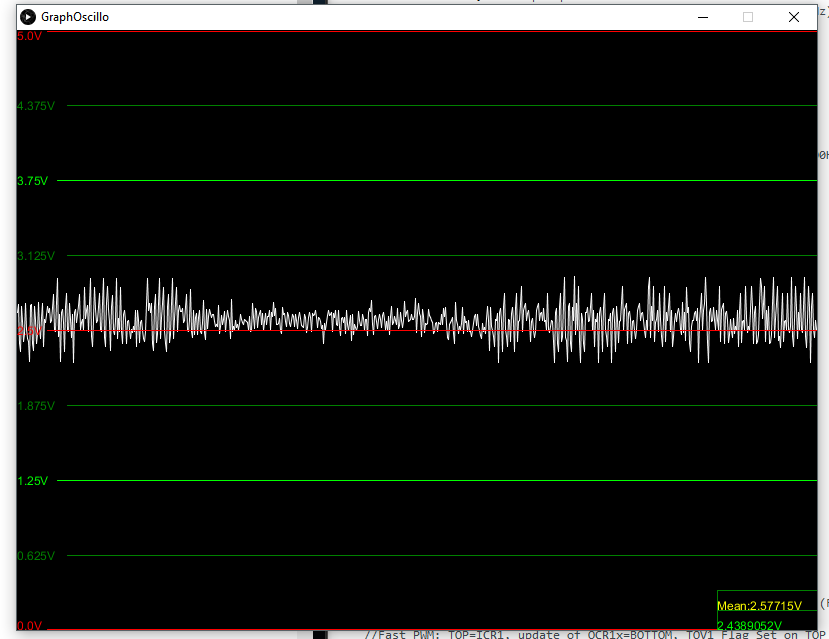 GraphOscillo
z)
5.0V
4.375V
0H
3.75V
3.125V
2.5V
1.875V
1.25V
0.625V
Mean:2.57715V
(F
0.0V
2.4389052V
//Fast PWM: TOP=ICR1, update of OCR1x=BOTTOM, TOV1 Flag Set on TOP